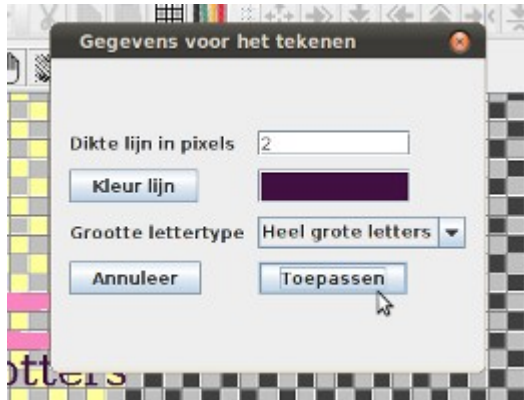 Gegevens voor het tekenen
Dikte lijn in pixels 2
Kleur lijn
Grootte lettertype Heel grote letters
Annuleer Toepassen